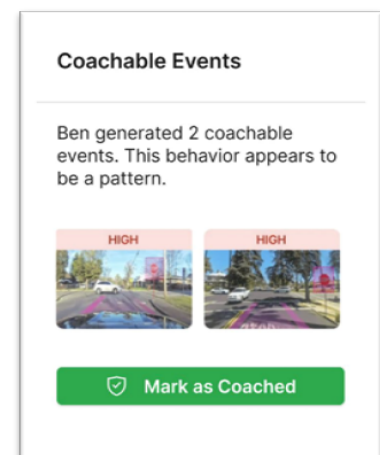 Coachable Events
Ben generated 2 coachable
events. This behavior appears to
be a pattern.
HIGH
HIGH
Mark as Coached